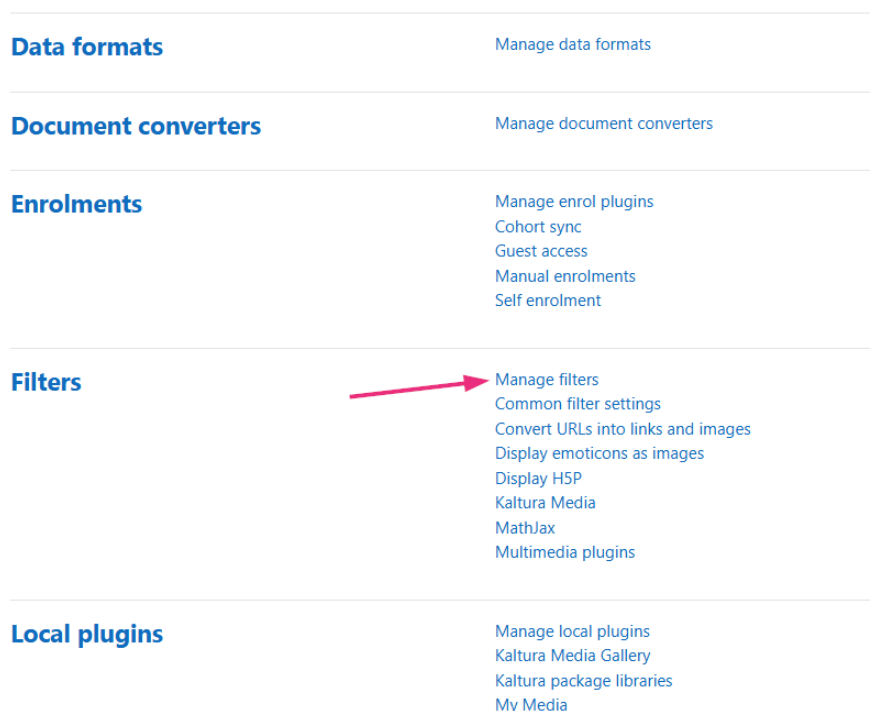 Data formats
Manage data formats
Document converters
Manage document converters
Enrolments
Manage enrol plugins
Cohort sync
Guest access
Manual enrolments
Self enrolment
Filters
Manage filters
Common filter settings
Convert URLs into links and images
Display emoticons as images
Display H5P
Kaltura Media
MathJax
Multimedia plugins
Local plugins
Manage local plugins
Kaltura Media Gallery
Kaltura package libraries
My Media